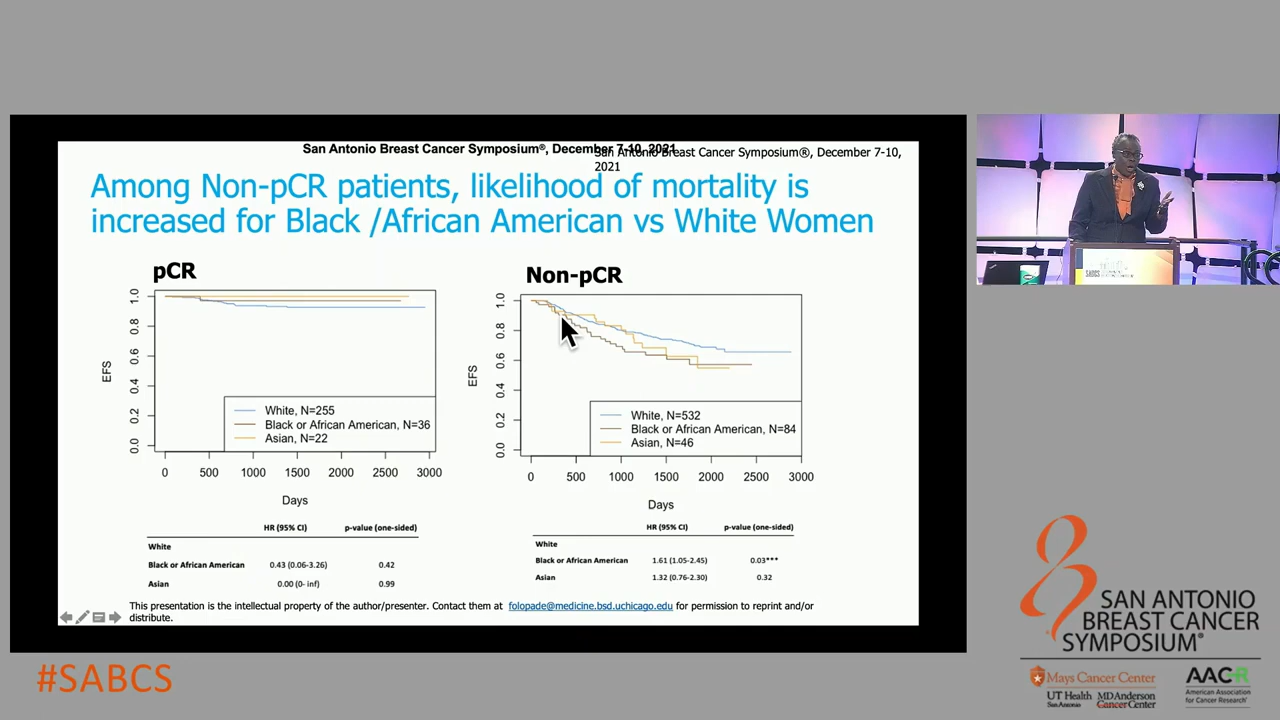 San Antonio Breast Cancer Symposium®, December 7-10, 2021
San Antonio Breast Cancer Symposium®, December 7-10,
2021
Among Non-pCR patients, likelihood of mortality is
increased for Black /African American vs White Women
pCR
1.0
0.8
0.6
0.4
0.2
0.0
EFS
White, N=255
Black or African American, N=36
Asian, N=22
0 500 1000 1500 2000 2500 3000
Days
HR (95% CI) p-value (one-sided)
White
Black or African American 0.43 (0.06-3.26) 0.42
Asian 0.00 (0- inf) 0.99
Non-pCR
1.0
0.8
0.6
0.4
0.2
0.0
EFS
White, N=532
Black or African American, N=84
Asian, N=46
0 500 1000 1500 2000 2500 3000
Days
HR (95% CI) p-value (one-sided)
White
Black or African American 1.61 (1.05-2.45) 0.03***
Asian 1.32 (0.76-2.30) 0.32
This presentation is the intellectual property of the author/presenter. Contact them at folopade@medicine.bsd.uchicago.edu for permission to reprint and/or
distribute.
#SABCS
SABCS
SAN ANTONIO
BREAST CANCER
SYMPOSIUM®
Mays Cancer Center
UT Health
San Antonio
MD Anderson
Cancer Center
AACR
American Association
for Cancer Research®